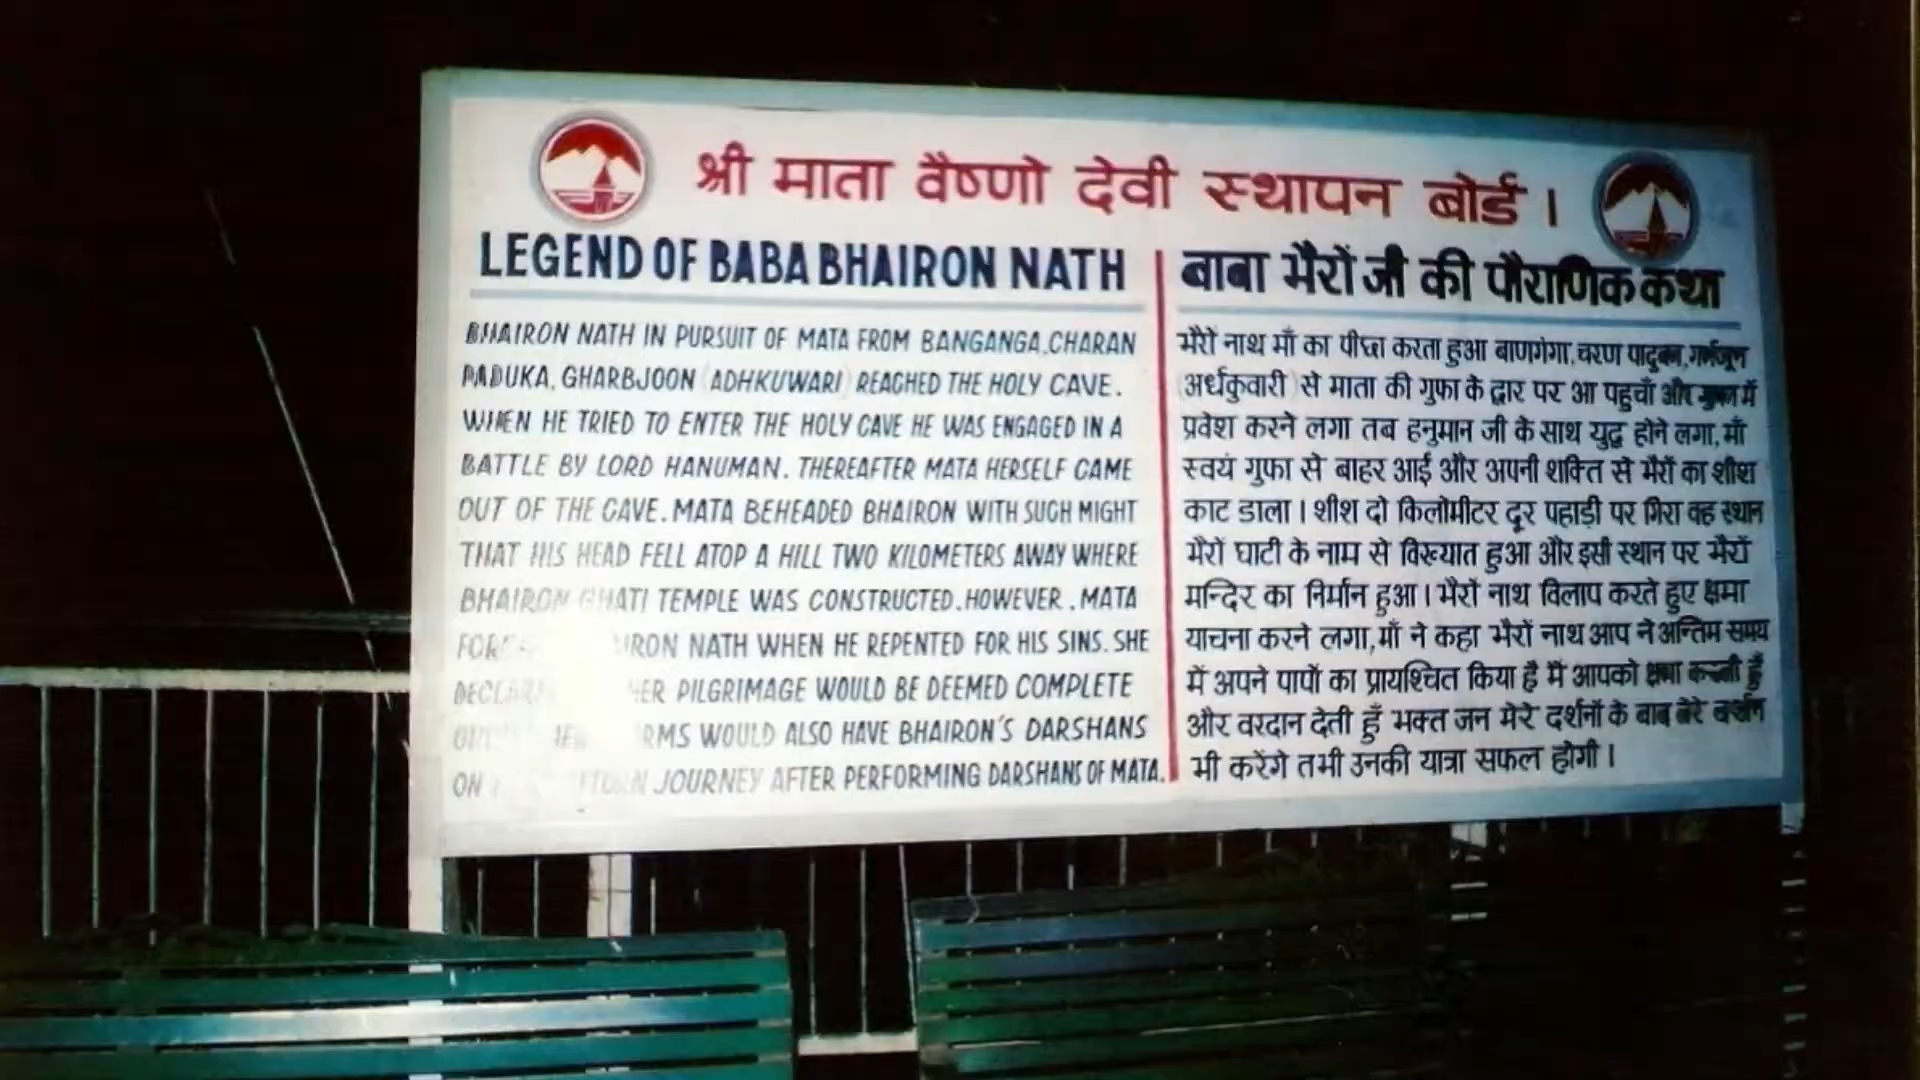 श्री माता वैष्णो देवी स्थापन बोर्ड ।
LEGEND OF BABA BHAIRON NATH
BHAIRON NATH IN PURSUIT OF MATA FROM BANGANGA,CHARAN
PADUKA, GHARBJOON (ADHKUWARI) REACHED THE HOLY CAVE.
WHEN HE TRIED TO ENTER THE HOLY CAVE HE WAS ENGAGED IN A
BATTLE BY LORD HANUMAN. THEREAFTER MATA HERSELF CAME
OUT OF THE CAVE. MATA BEHEADED BHAIRON WITH SUCH MIGHT
THAT HIS HEAD FELL ATOP A HILL TWO KILOMETERS AWAY WHERE
BHAIRON GHATI TEMPLE WAS CONSTRUCTED. HOWEVER, MATA
NATH WHEN HE REPENTED FOR HIS SINS. SHE
PILGRIMAGE WOULD BE DEEMED COMPLETE
WOULD ALSO HAVE BHAIRON'S DARSHANS
ON JOURNEY AFTER PERFORMING DARSHANS OF MATA.
बाबा भैरों जी की पौराणिक कथा
भैरों नाथ माँ का पीछा करता हुआ बाणगंगा, चरण
(अर्धकुवारी) से माता की गुफा के द्वार पर आ पहुचाँ और में
प्रवेश करने लगा तब हनुमान जी के साथ युद्ध होने लगा, माँ
स्वयं गुफा से बाहर आई और अपनी शक्ति से भैरों का शीश
काट डाला । शीश दो किलोमीटर दूर पहाड़ी पर गिरा वह स्थान
भैरों घाटी के नाम से विख्यात हुआ और इसी स्थान पर भैरों
मन्दिर का निर्मान हुआ । भैरों नाथ विलाप करते हुए क्षमा
याचना करने लगा, माँ ने कहा भैरों नाथ आप ने अन्तिम समय
में अपने पापों का प्रायश्चित किया है मैं आपको क्षमा करती हूँ
और वरदान देती हूँ भक्त जन मेरे दर्शनों के बाद तेरे दर्शन
भी करेंगे तभी उनकी यात्रा सफल होगी ।